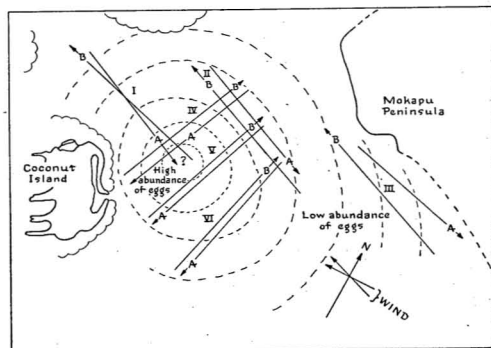 B
I
II
B
B
IV
A
A
B
V
?
High
abundance
of eggs
B
A
A
VI
A
Coconut
Island
Mokapu
Peninsula
B
III
A
Low abundance
of eggs
N
WIND